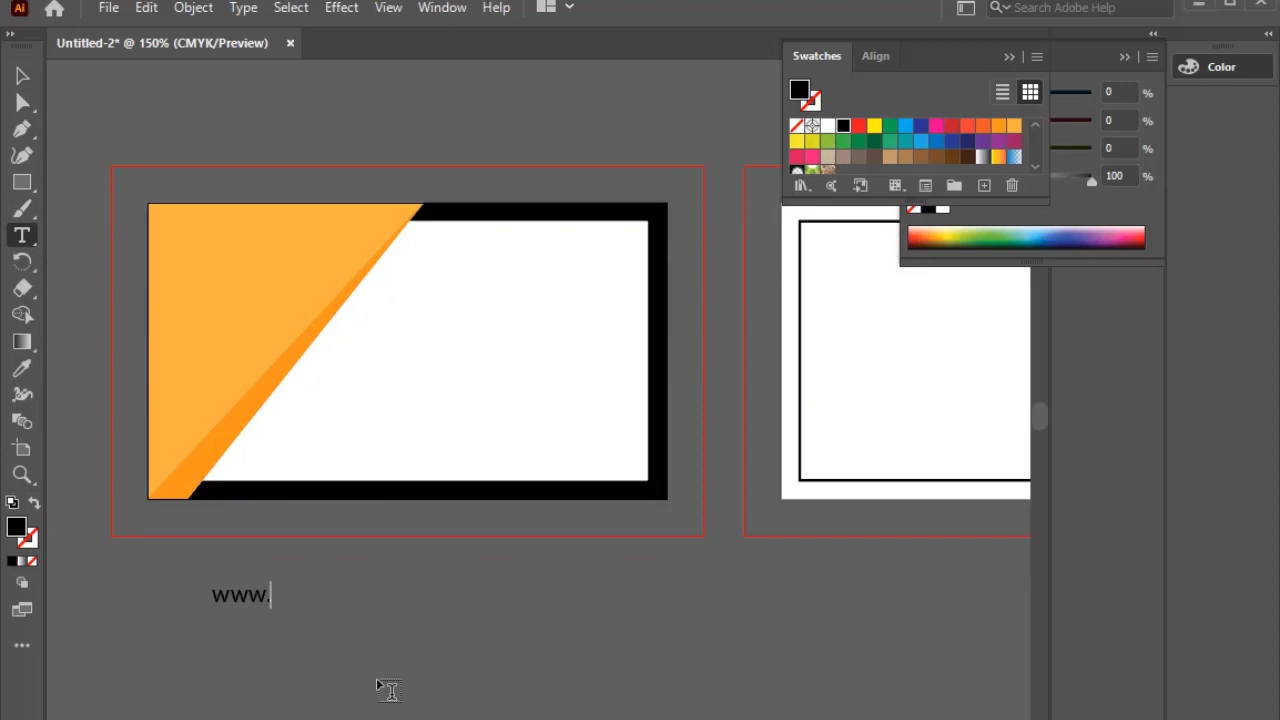 Ai File Edit Object Type Select Effect View Window Help Search Adobe Help
Untitled-2* @ 150% (CMYK/Preview)
Swatches Align
Color
0 %
0 %
0 %
100 %
T
www.